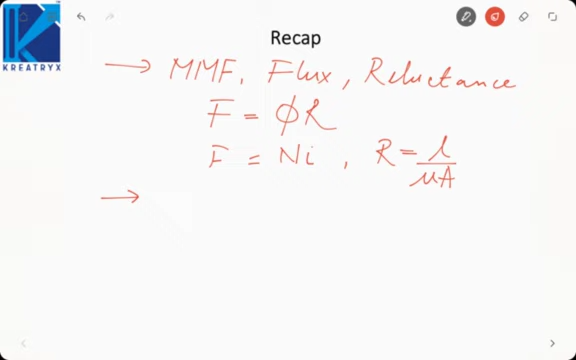 KREATRYX
Recap
→ MMF, Flux, Reluctance
F = ϕR
F = Ni , R = l/μA
→